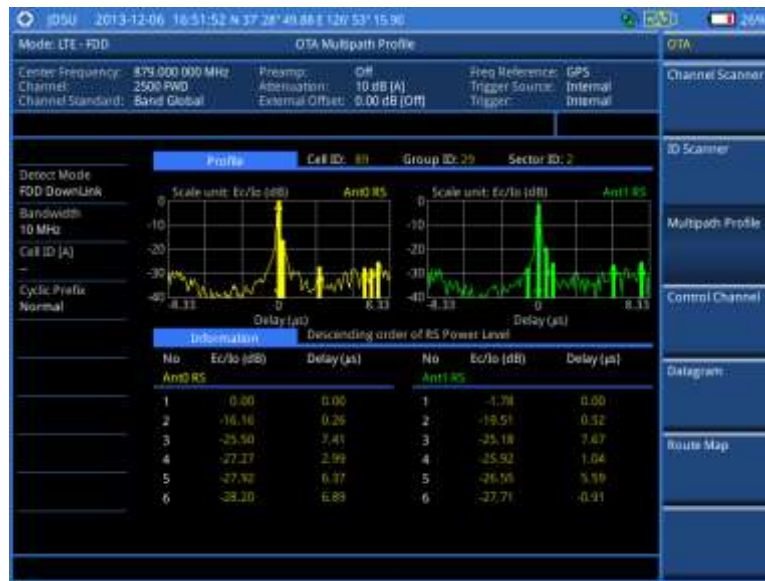 JDSU 2013-12-06 16:51:52 N 37 28' 49.88 E 126 53' 15.90 26%
Mode: LTE - FDD OTA Multipath Profile OTA
Center Frequency: 879.000 000 MHz Preamp: Off Freq Reference: GPS
Channel: 2500 FWD Attenuation: 10 dB [A] Trigger Source: Internal
Channel Standard: Band Global External Offset: 0.00 dB [Off] Trigger: Internal
Channel Scanner
ID Scanner
Multipath Profile
Control Channel
Datagram
Route Map
Detect Mode
FDD DownLink
Bandwidth
10 MHz
Cell ID [A]
--
Cyclic Prefix
Normal
Profile Cell ID: 89 Group ID: 29 Sector ID: 2
Scale unit: Ec/Io (dB) Ant0 RS
0
-10
-20
-30
-40
-8.33 0 8.33
Delay (µs)
Scale unit: Ec/Io (dB) Ant1 RS
0
-10
-20
-30
-40
-8.33 0 8.33
Delay (µs)
Information Descending order of RS Power Level
No Ec/Io (dB) Delay (µs) No Ec/Io (dB) Delay (µs)
Ant0 RS Ant1 RS
1 0.00 0.00 1 -1.78 0.00
2 -16.16 0.26 2 -19.51 0.52
3 -25.50 7.41 3 -25.18 7.67
4 -27.27 2.99 4 -25.92 1.04
5 -27.92 6.37 5 -26.55 5.59
6 -28.20 6.89 6 -27.71 -0.91